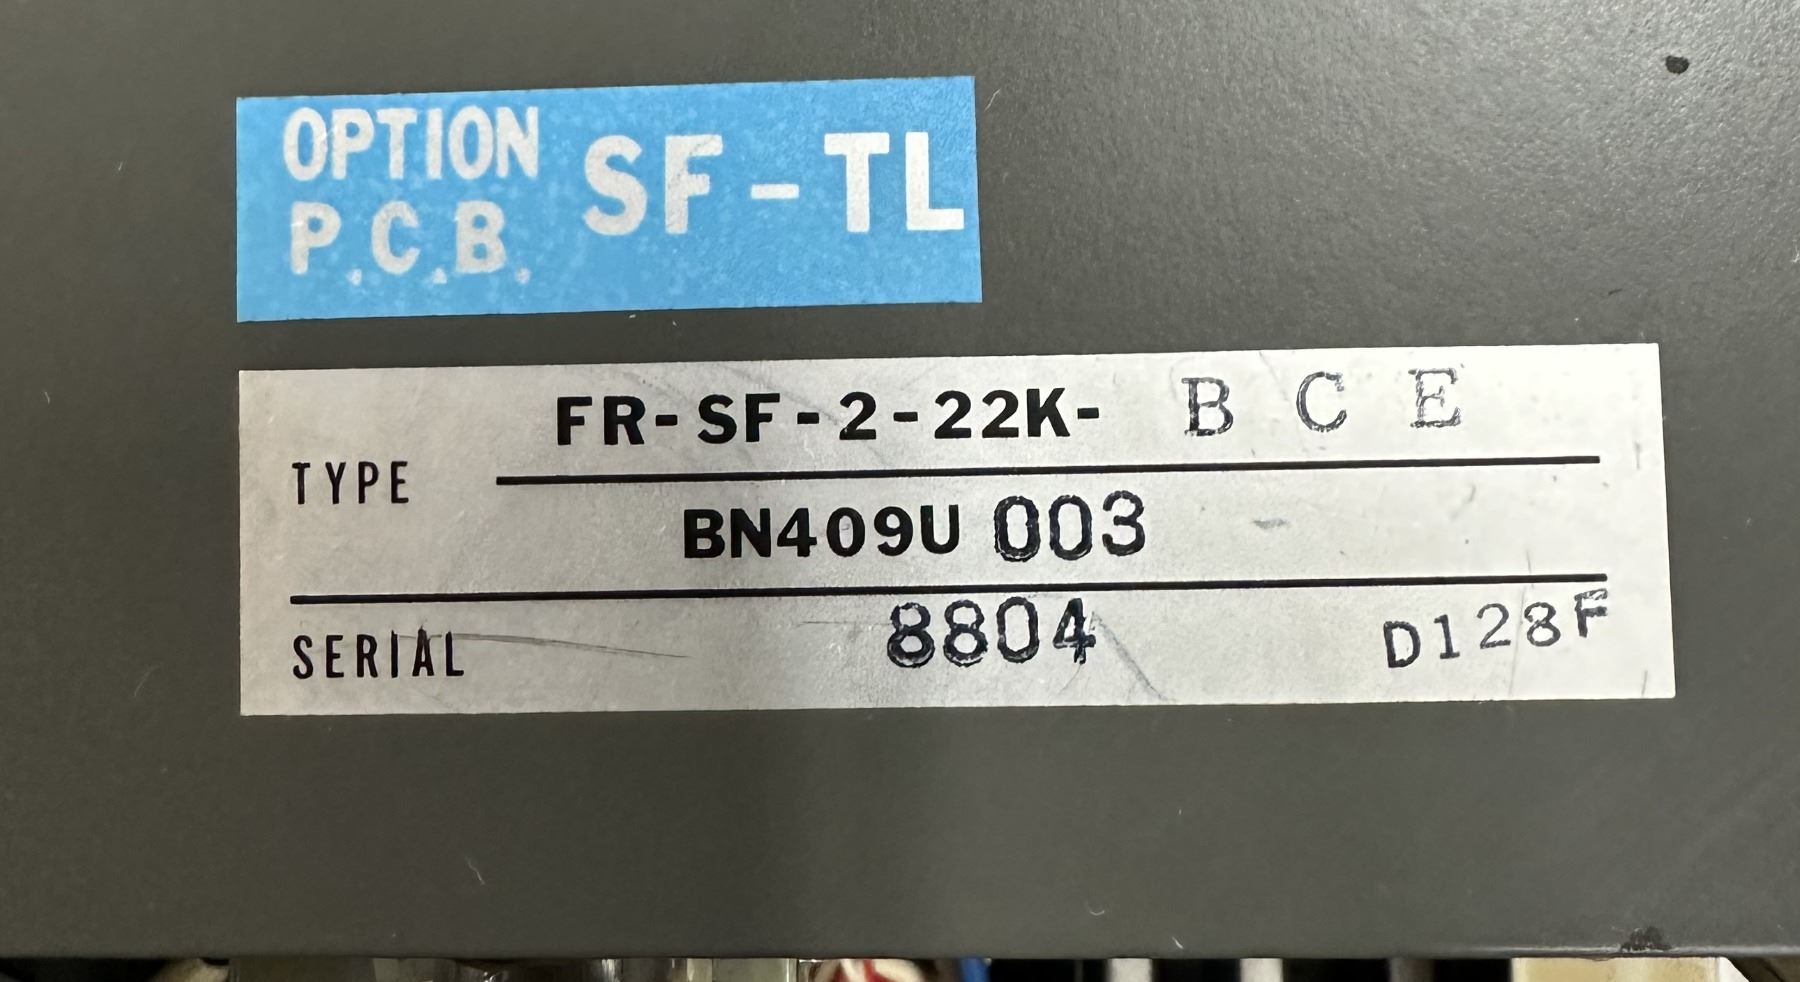 OPTION SF-TL
P.C.B.
FR-SF-2-22K- B C E
TYPE
BN409U 003
SERIAL 8804 D128F